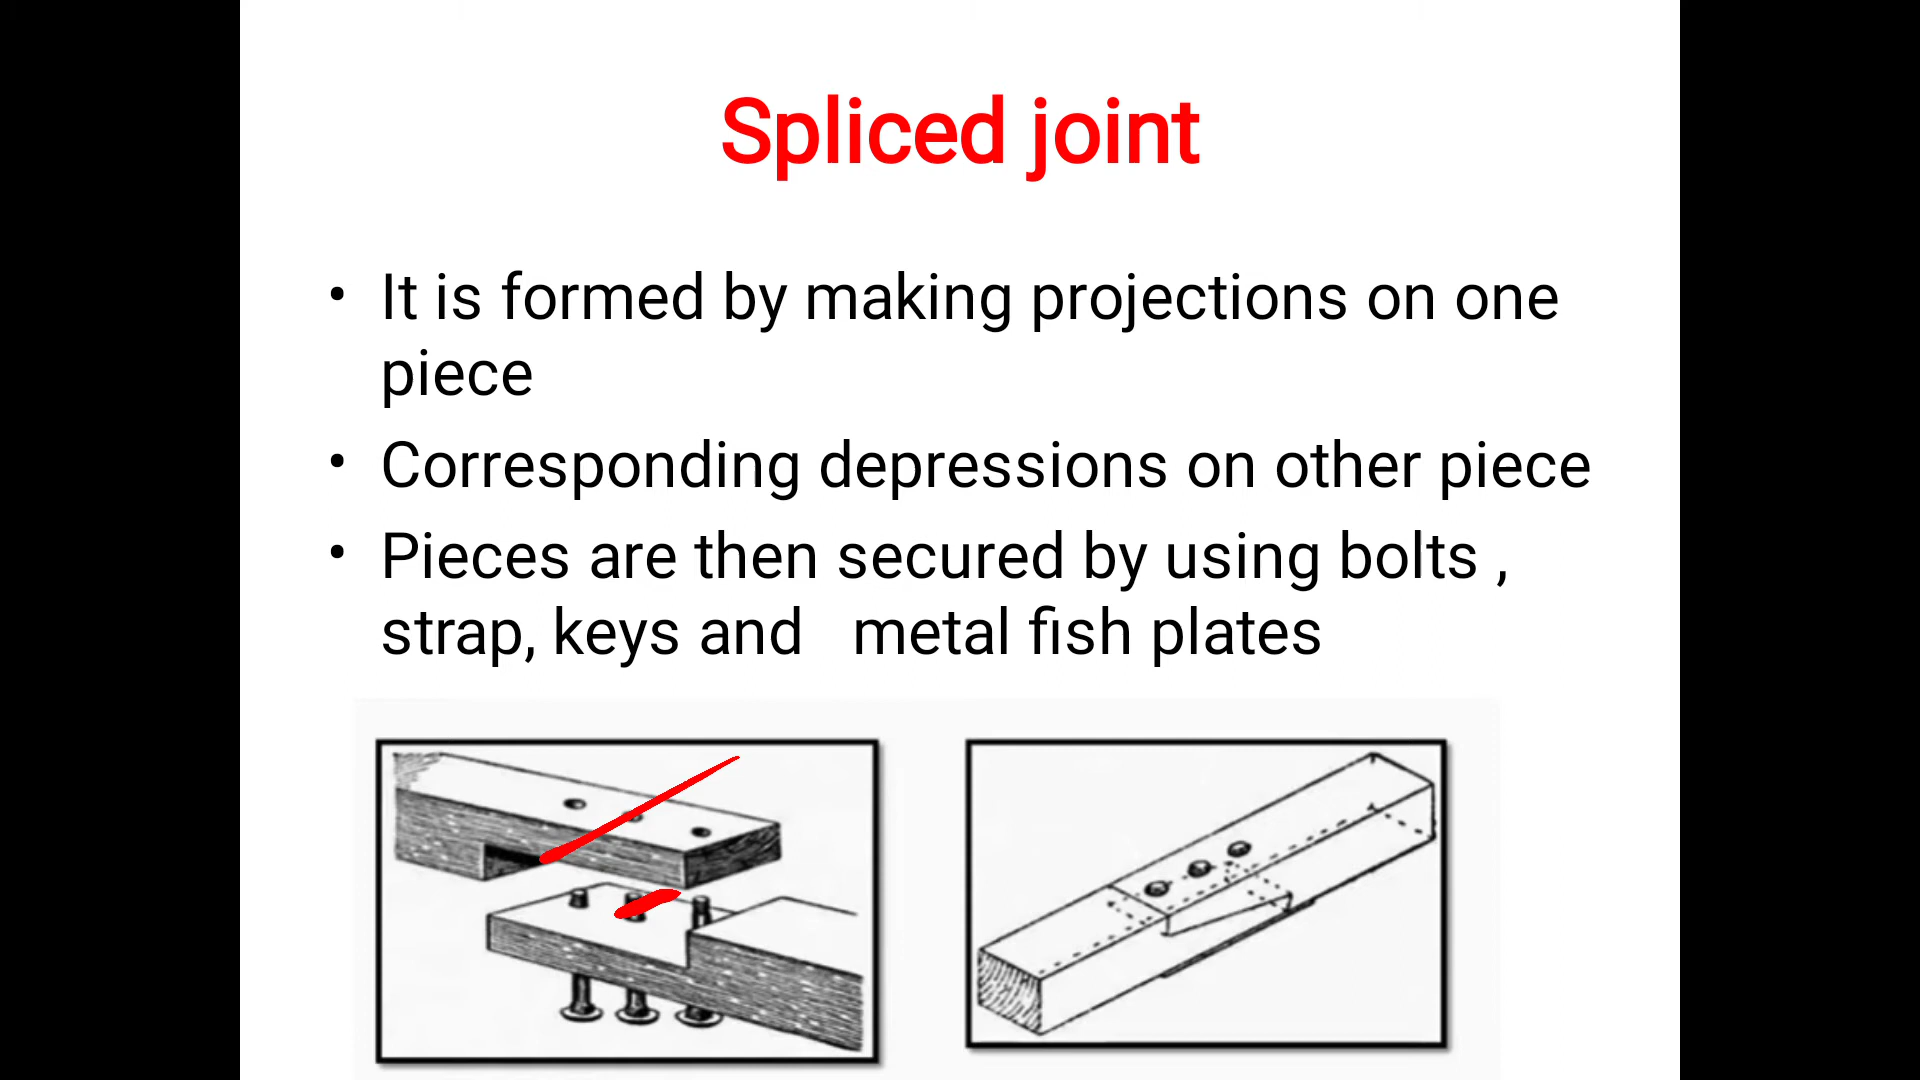 Spliced joint
• It is formed by making projections on one
piece
• Corresponding depressions on other piece
• Pieces are then secured by using bolts ,
strap, keys and   metal fish plates